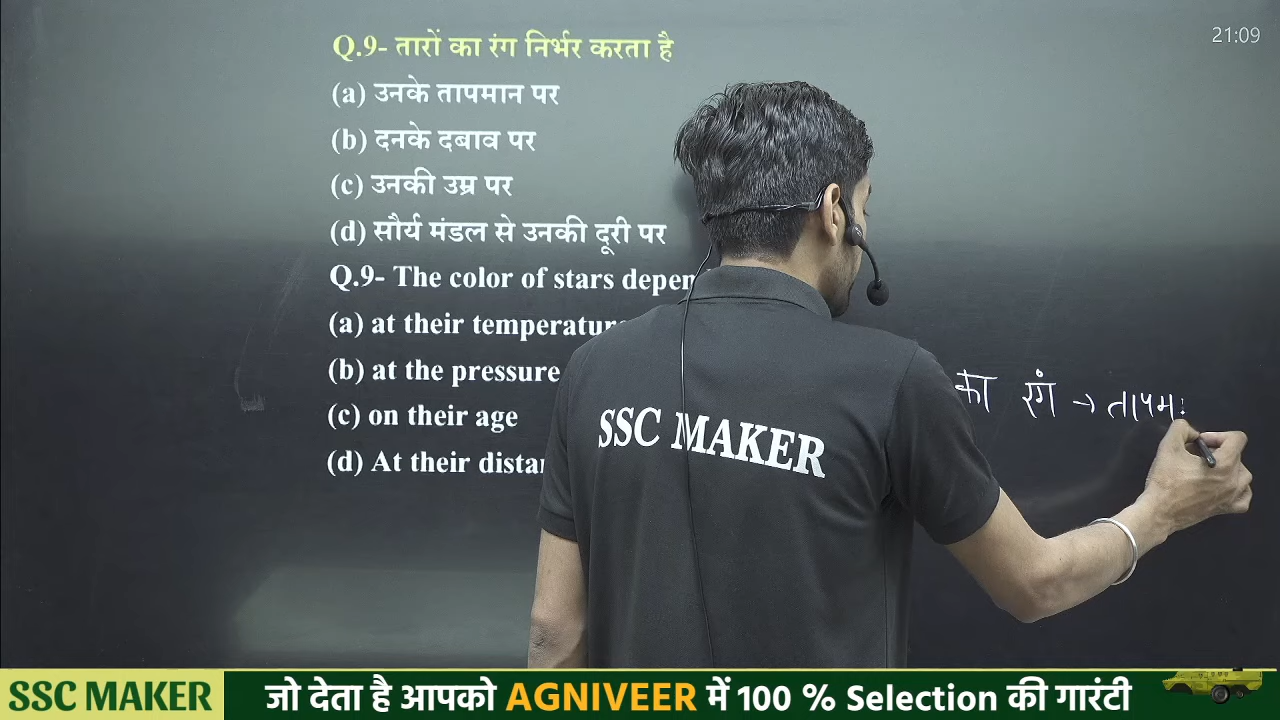 21:09
Q.9- तारों का रंग निर्भर करता है
(a) उनके तापमान पर
(b) दनके दबाव पर
(c) उनकी उम्र पर
(d) सौर्य मंडल से उनकी दूरी पर
Q.9- The color of stars depen
(a) at their temperatur
(b) at the pressure
(c) on their age
(d) At their distan
का रंग → तापम
SSC MAKER
SSC MAKER जो देता है आपको AGNIVEER में 100 % Selection की गारंटी